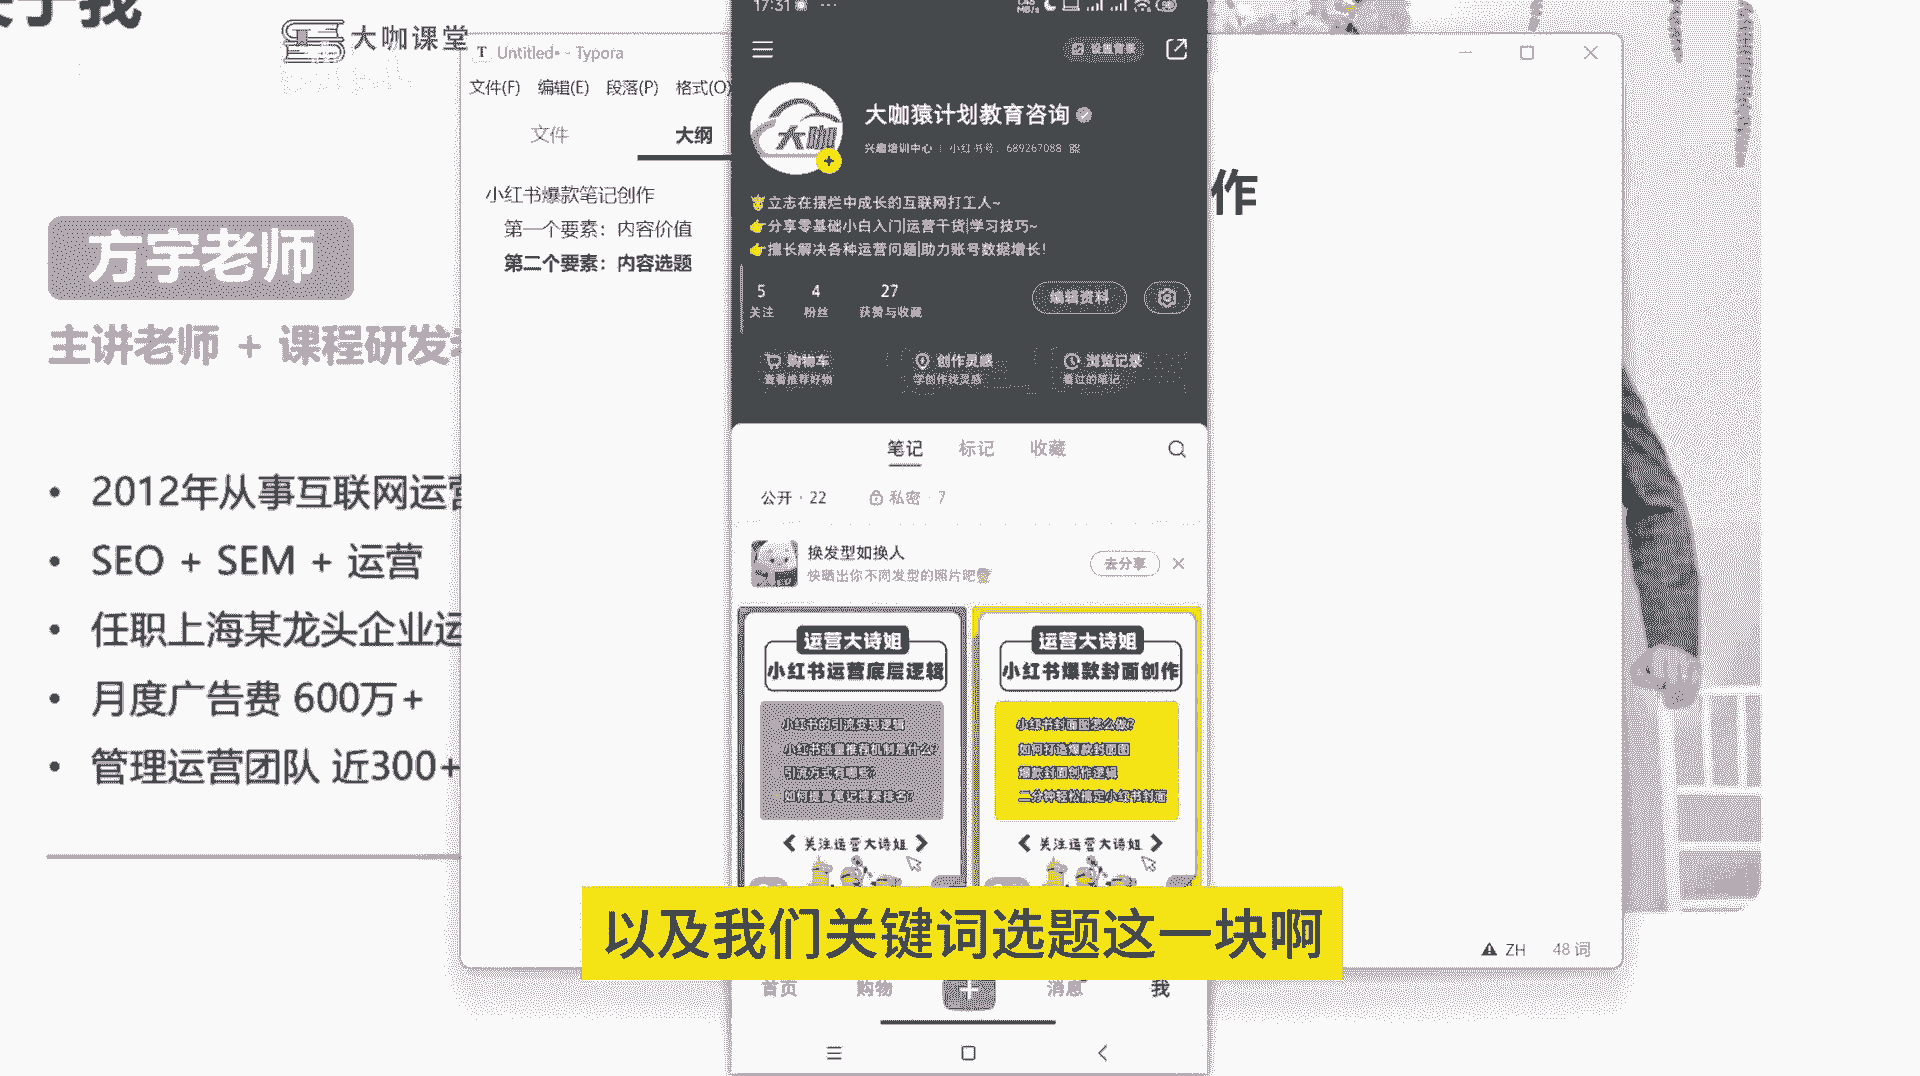 大咖课堂
方宇老师
主讲老师 + 课程研发
2012年从事互联网运营
SEO + SEM + 运营
任职上海某龙头企业运
月度广告费 600万+
管理运营团队 近300+
Untitled• - Typora
文件(F) 编辑(E) 段落(P) 格式(O)
文件 大纲
小红书爆款笔记创作
第一个要素：内容价值
第二个要素：内容选题
作
ZH 48 词
17:31
设置背景
大咖
大咖猿计划教育咨询
兴趣培训中心 | 小红书号：689267088
立志在摆烂中成长的互联网打工人~
分享零基础小白入门|运营干货|学习技巧~
擅长解决各种运营问题|助力账号数据增长！
5 4 27
关注 粉丝 获赞与收藏
编辑资料
购物车 创作灵感 浏览记录
查看推荐好物 学创作找灵感 看过的笔记
笔记 标记 收藏
公开 · 22 私密 · 7
换发型如换人
快晒出你不同发型的照片吧
去分享
运营大诗姐
小红书运营底层逻辑
小红书的引流变现逻辑
小红书流量推荐机制是什么?
引流方式有哪些?
如何提高笔记搜索排名?
关注运营大诗姐
运营大诗姐
小红书爆款封面创作
小红书封面图怎么做?
如何打造爆款封面图
爆款封面创作逻辑
二分钟轻松搞定小红书封面
关注运营大诗姐
以及我们关键词选题这一块啊
首页 购物 消息 我